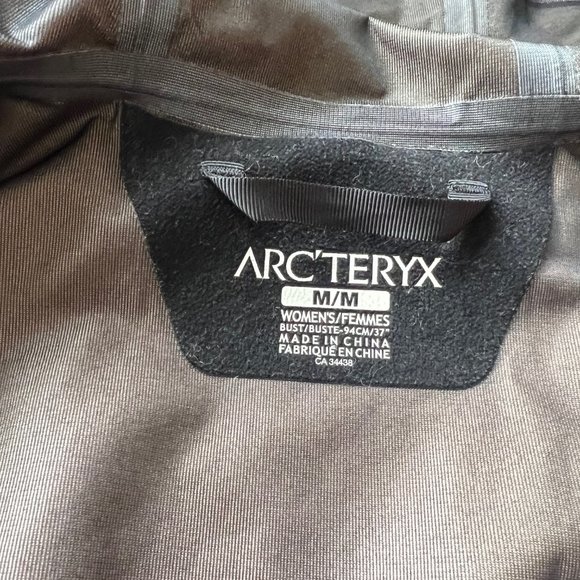 ARC'TERYX
M/M
WOMEN'S/FEMMES
BUST/BUSTE-94CM/37"
MADE IN CHINA
FABRIQUÉ EN CHINE
CA 34438